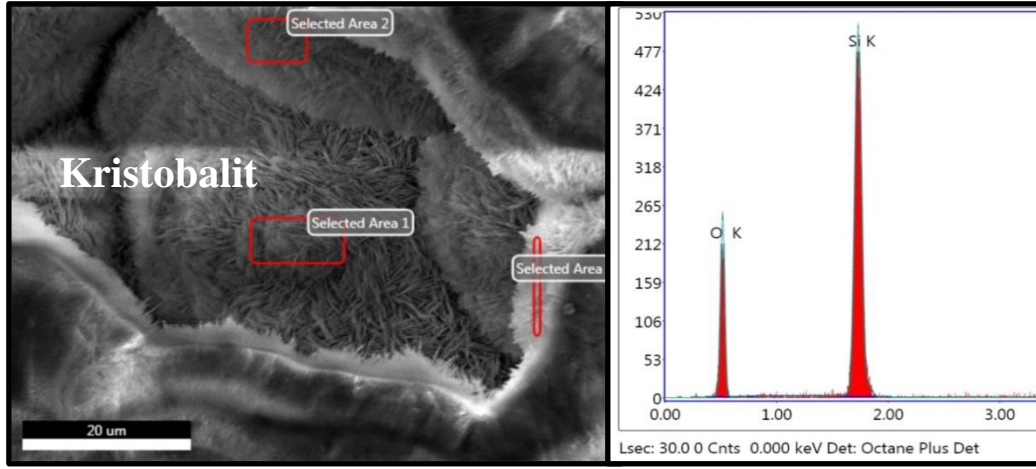 Selected Area 2
Kristobalit
Selected Area 1
Selected Area
20 um
530
477
424
371
318
265
212
159
106
53
0
Si K
O K
0.00
1.00
2.00
3.00
Lsec: 30.0 0 Cnts 0.000 keV Det: Octane Plus Det